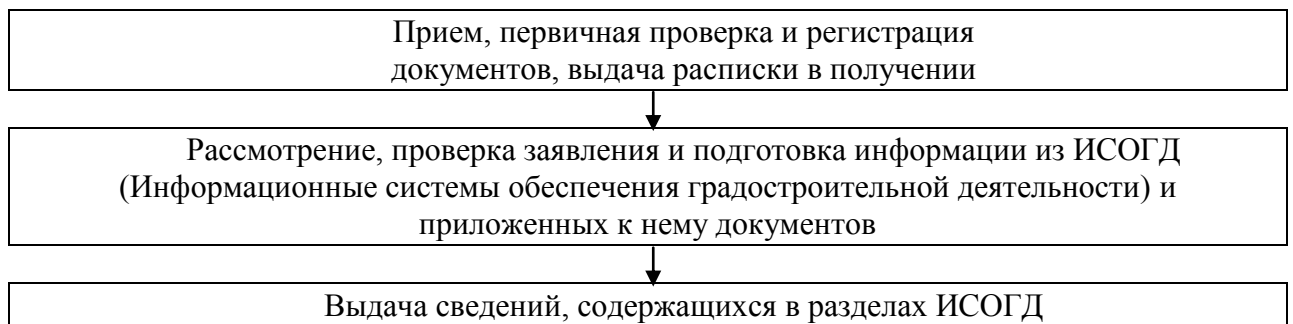 Прием, первичная проверка и регистрация
документов, выдача расписки в получении
Рассмотрение, проверка заявления и подготовка информации из ИСОГД
(Информационные системы обеспечения градостроительной деятельности) и
приложенных к нему документов
Выдача сведений, содержащихся в разделах ИСОГД